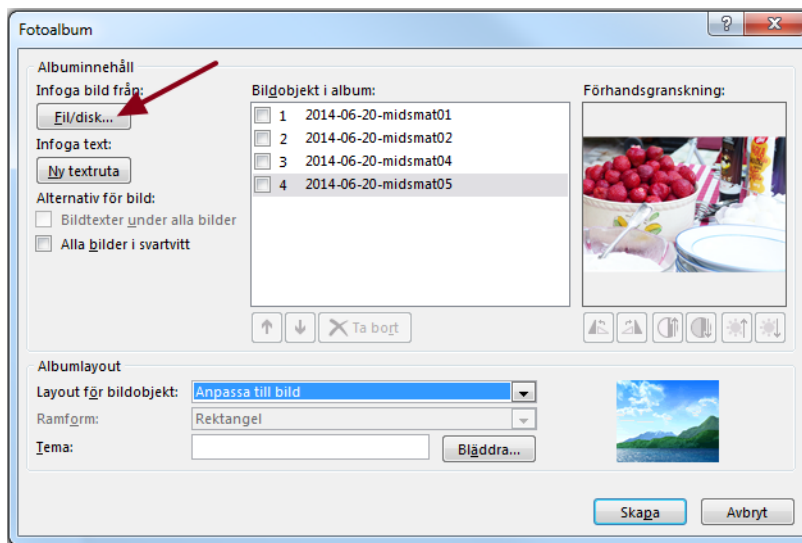 Fotoalbum
Albuminnehåll
Infoga bild från:
Fil/disk...
Infoga text:
Ny textruta
Alternativ för bild:
Bildtexter under alla bilder
Alla bilder i svartvitt
Bildobjekt i album:
1 2014-06-20-midsmat01
2 2014-06-20-midsmat02
3 2014-06-20-midsmat04
4 2014-06-20-midsmat05
Ta bort
Förhandsgranskning:
Albumlayout
Layout för bildobjekt: Anpassa till bild
Ramform: Rektangel
Tema:
Bläddra...
Skapa Avbryt